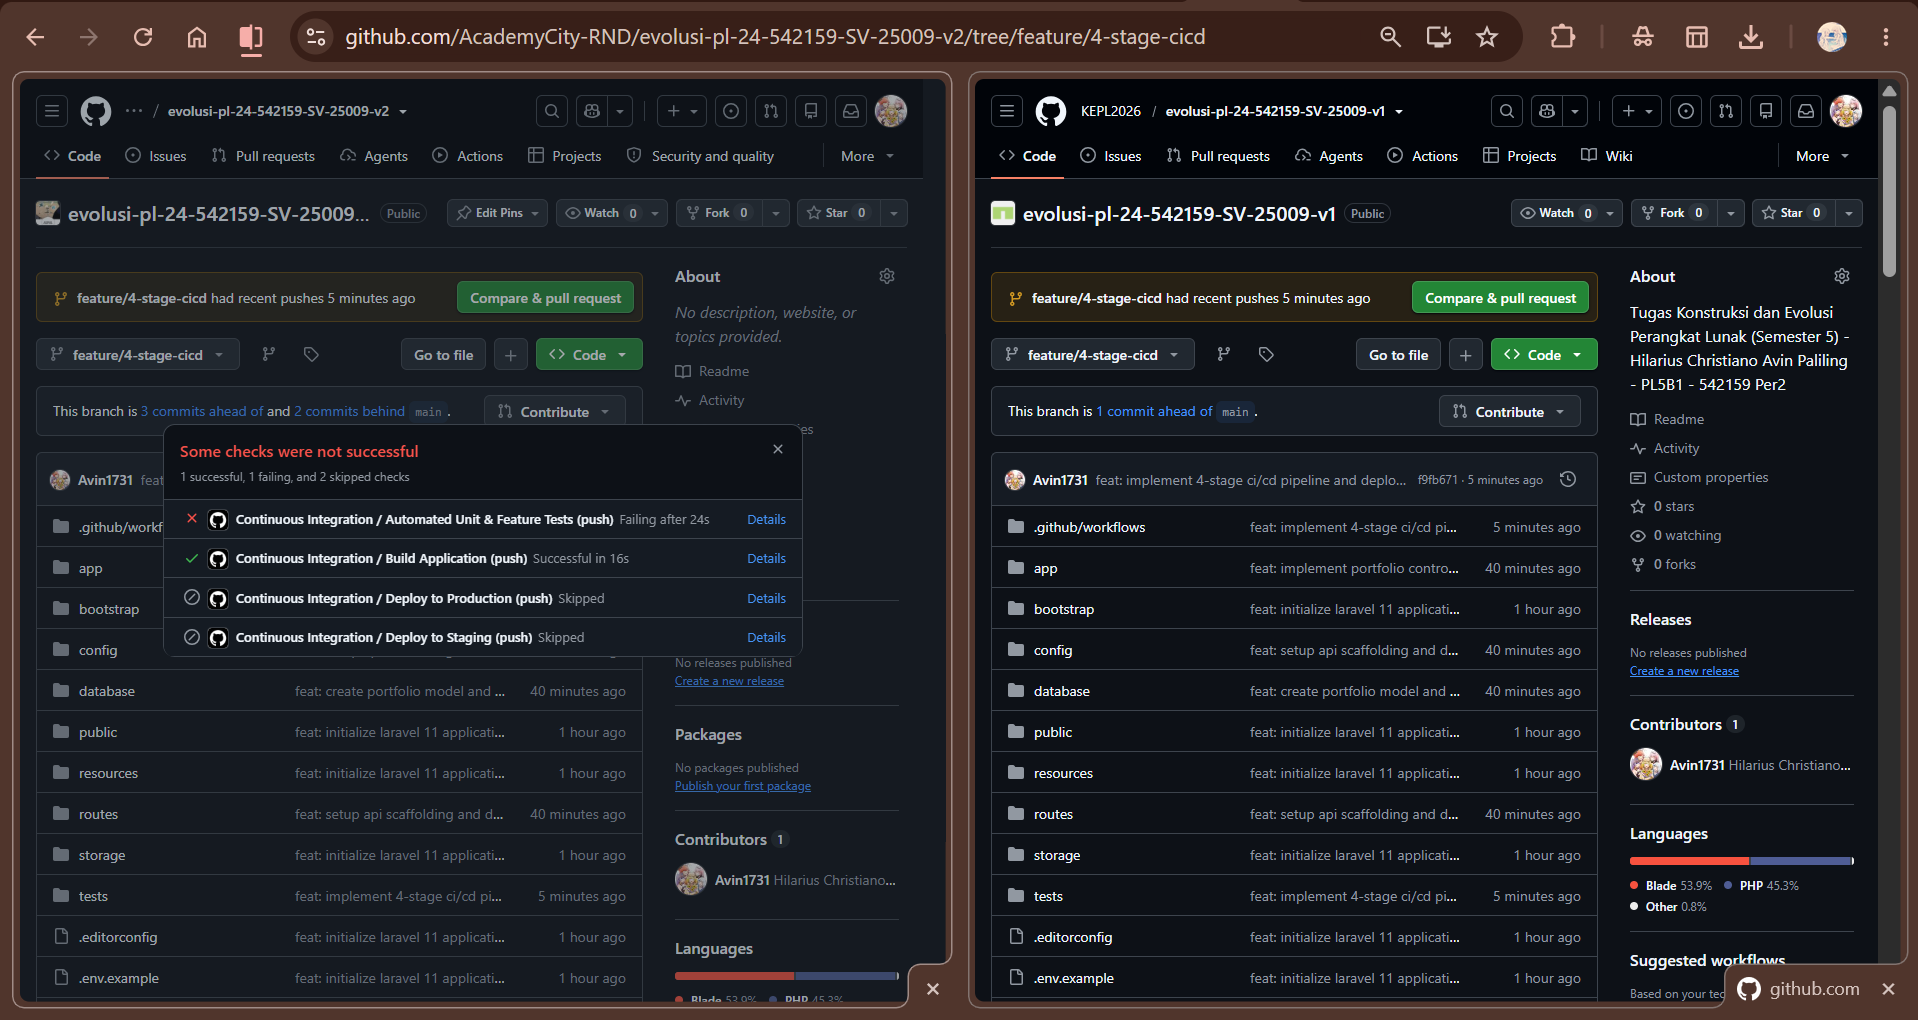 github.com/AcademyCity-RND/evolusi-pl-24-542159-SV-25009-v2/tree/feature/4-stage-cicd
··· / evolusi-pl-24-542159-SV-25009-v2
Code Issues Pull requests Agents Actions Projects Security and quality More
evolusi-pl-24-542159-SV-25009... Public Edit Pins Watch 0 Fork 0 Star 0
feature/4-stage-cicd had recent pushes 5 minutes ago Compare & pull request
feature/4-stage-cicd Go to file Code
This branch is 3 commits ahead of and 2 commits behind main . Contribute
Some checks were not successful
1 successful, 1 failing, and 2 skipped checks
Continuous Integration / Automated Unit & Feature Tests (push) Failing after 24s Details
Continuous Integration / Build Application (push) Successful in 16s Details
Continuous Integration / Deploy to Production (push) Skipped Details
Continuous Integration / Deploy to Staging (push) Skipped Details
Avin1731 feat
.github/workf
app
bootstrap
config
database feat: create portfolio model and ... 40 minutes ago
public feat: initialize laravel 11 applicati... 1 hour ago
resources feat: initialize laravel 11 applicati... 1 hour ago
routes feat: setup api scaffolding and d... 40 minutes ago
storage feat: initialize laravel 11 applicati... 1 hour ago
tests feat: implement 4-stage ci/cd pi... 5 minutes ago
.editorconfig feat: initialize laravel 11 applicati... 1 hour ago
.env.example feat: initialize laravel 11 applicati... 1 hour ago
About
No description, website, or
topics provided.
Readme
Activity
es
No releases published
Create a new release
Packages
No packages published
Publish your first package
Contributors 1
Avin1731 Hilarius Christiano...
Languages
Blade 53.9% PHP 45.3%
KEPL2026 / evolusi-pl-24-542159-SV-25009-v1
Code Issues Pull requests Agents Actions Projects Wiki More
evolusi-pl-24-542159-SV-25009-v1 Public Watch 0 Fork 0 Star 0
feature/4-stage-cicd had recent pushes 5 minutes ago Compare & pull request
feature/4-stage-cicd Go to file Code
This branch is 1 commit ahead of main . Contribute
Avin1731 feat: implement 4-stage ci/cd pipeline and deplo... f9fb671 · 5 minutes ago
.github/workflows feat: implement 4-stage ci/cd pi... 5 minutes ago
app feat: implement portfolio contro... 40 minutes ago
bootstrap feat: initialize laravel 11 applicati... 1 hour ago
config feat: setup api scaffolding and d... 40 minutes ago
database feat: create portfolio model and ... 40 minutes ago
public feat: initialize laravel 11 applicati... 1 hour ago
resources feat: initialize laravel 11 applicati... 1 hour ago
routes feat: setup api scaffolding and d... 40 minutes ago
storage feat: initialize laravel 11 applicati... 1 hour ago
tests feat: implement 4-stage ci/cd pi... 5 minutes ago
.editorconfig feat: initialize laravel 11 applicati... 1 hour ago
.env.example feat: initialize laravel 11 applicati... 1 hour ago
About
Tugas Konstruksi dan Evolusi
Perangkat Lunak (Semester 5) -
Hilarius Christiano Avin Paliling
- PL5B1 - 542159 Per2
Readme
Activity
Custom properties
0 stars
0 watching
0 forks
Releases
No releases published
Create a new release
Contributors 1
Avin1731 Hilarius Christiano...
Languages
Blade 53.9% PHP 45.3%
Other 0.8%
Suggested workflows
Based on your tec
github.com